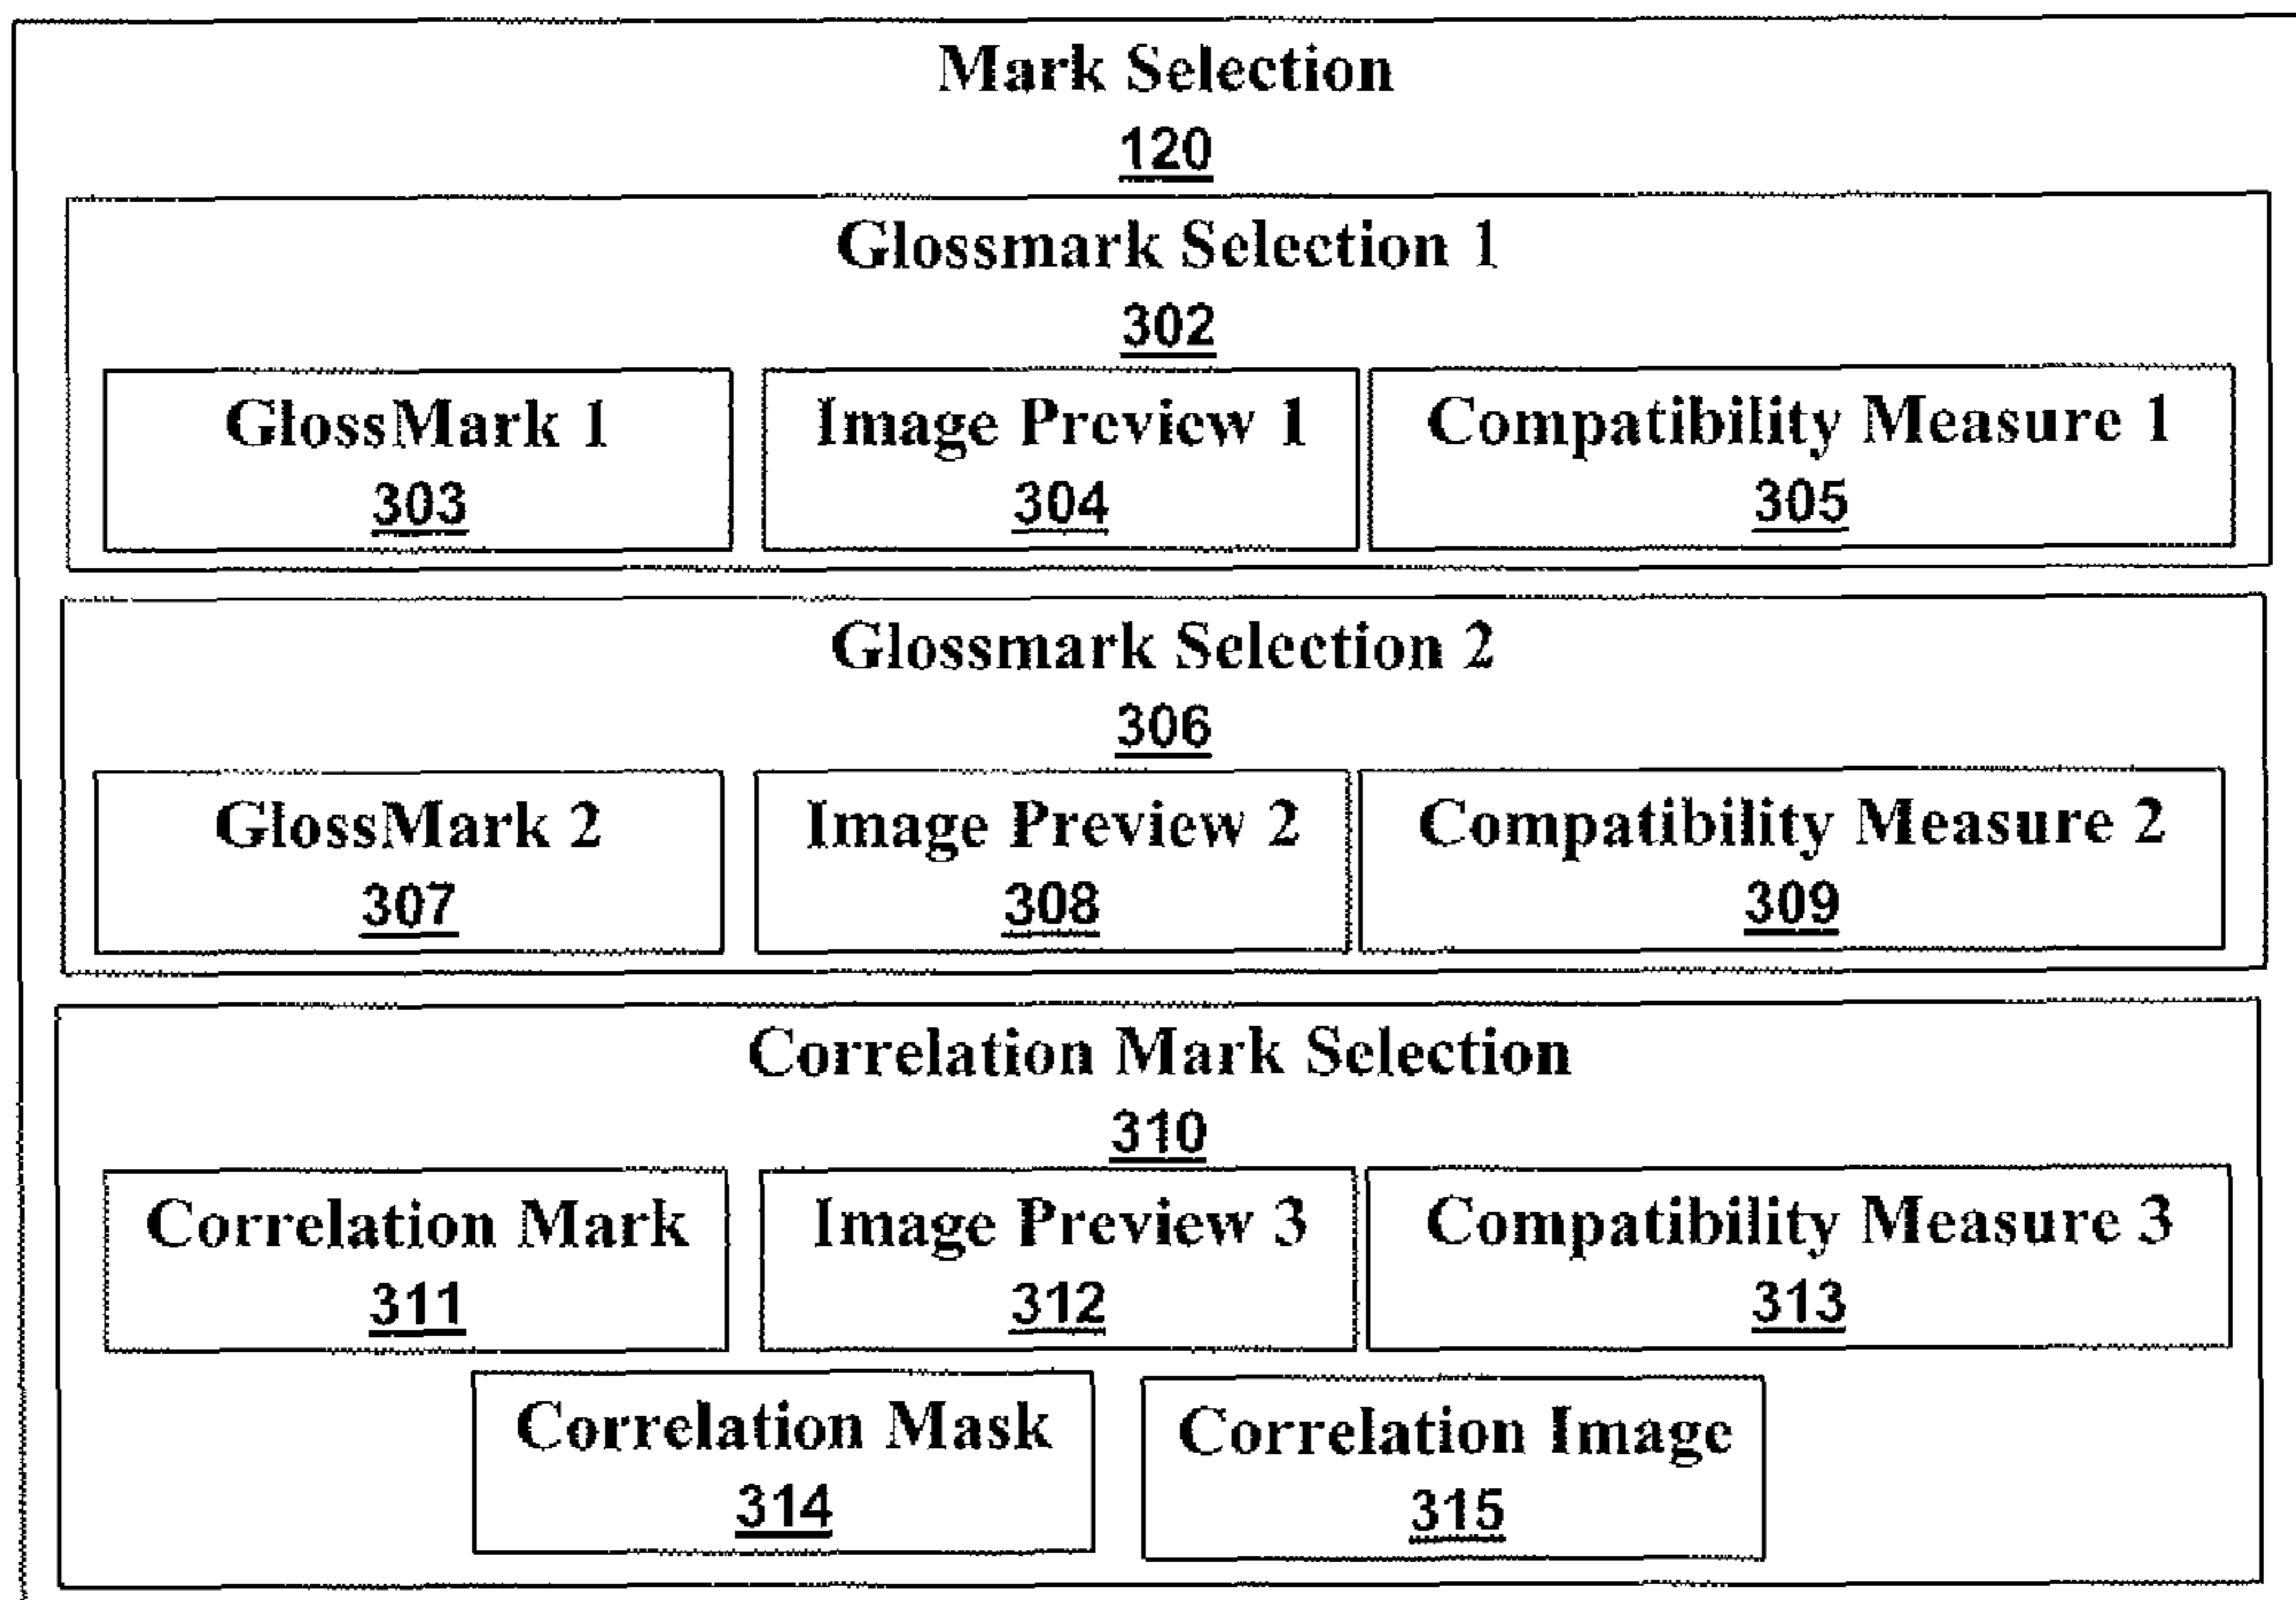 Mark Selection
120
Glossmark Selection 1
302
GlossMark 1
303
Image Preview 1
304
Compatibility Measure 1
305
Glossmark Selection 2
306
GlossMark 2
307
Image Preview 2
308
Compatibility Measure 2
309
Correlation Mark Selection
310
Correlation Mark
311
Image Preview 3
312
Compatibility Measure 3
313
Correlation Mask
314
Correlation Image
315